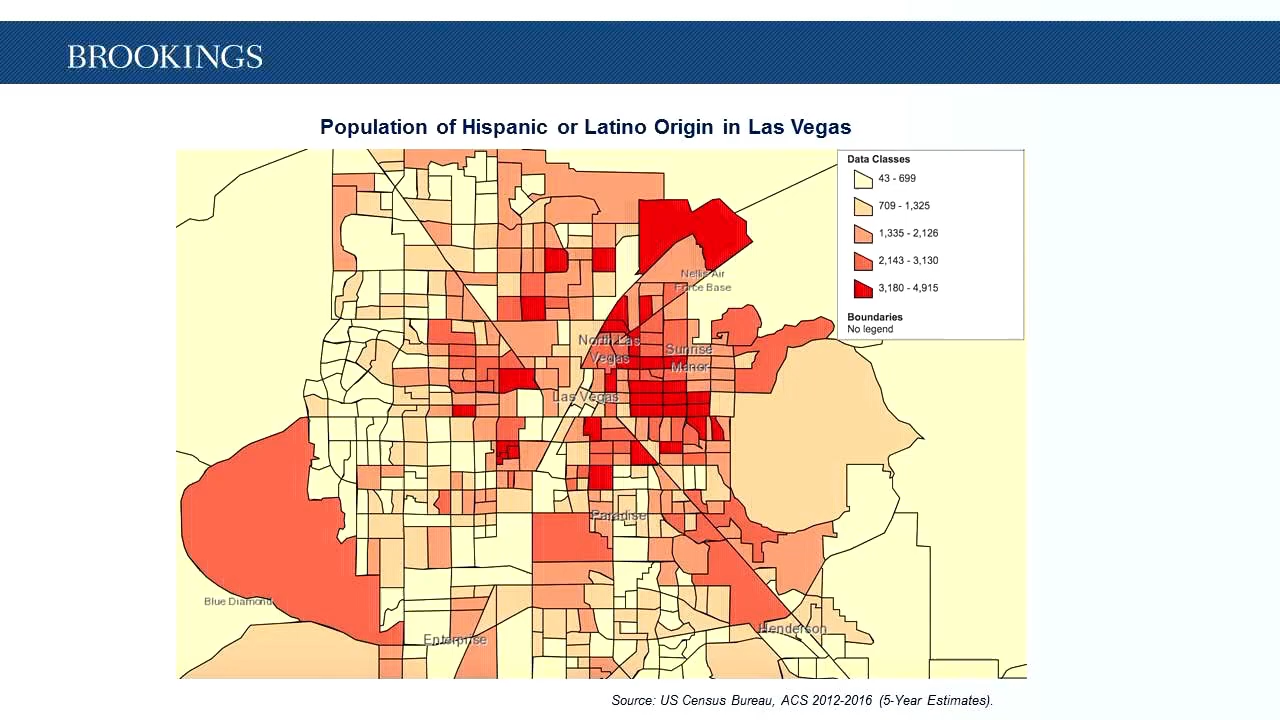 BROOKINGS
Population of Hispanic or Latino Origin in Las Vegas
Data Classes
43 - 699
709 - 1,325
1,335 - 2,126
2,143 - 3,130
3,180 - 4,915
Boundaries
No legend
Nellis Air
Force Base
North Las
Vegas
Sunrise
Manor
Las Vegas
Paradise
Blue Diamond
Enterprise
Henderson
Source: US Census Bureau, ACS 2012-2016 (5-Year Estimates).